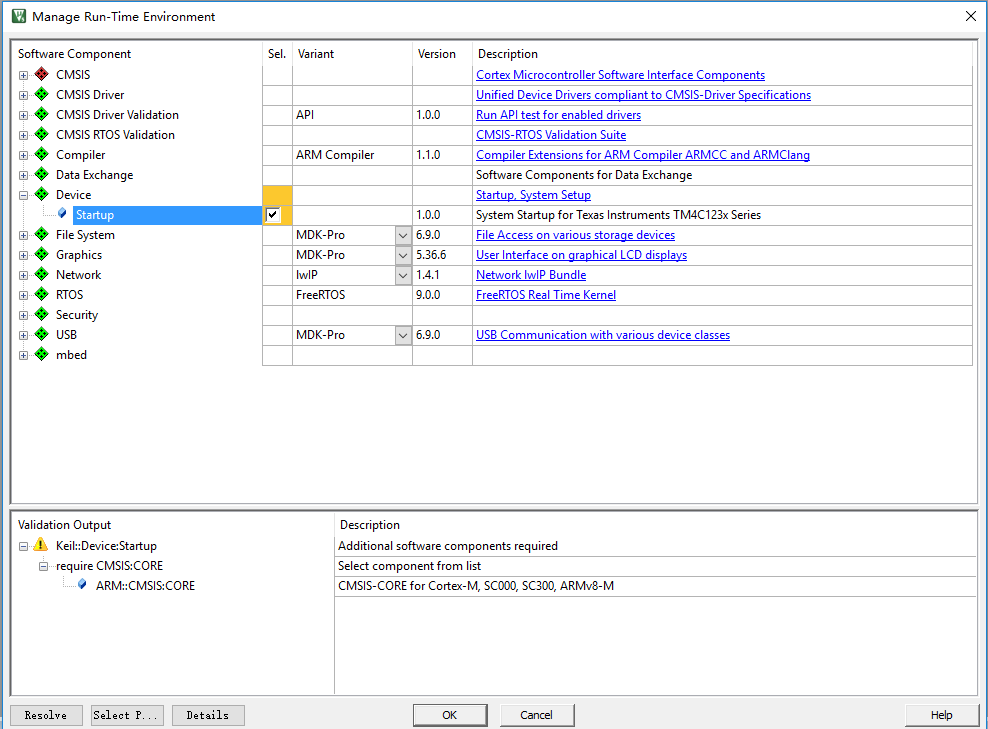 Manage Run-Time Environment
Software Component Sel. Variant Version Description
CMSIS Cortex Microcontroller Software Interface Components
CMSIS Driver Unified Device Drivers compliant to CMSIS-Driver Specifications
CMSIS Driver Validation API 1.0.0 Run API test for enabled drivers
CMSIS RTOS Validation CMSIS-RTOS Validation Suite
Compiler ARM Compiler 1.1.0 Compiler Extensions for ARM Compiler ARMCC and ARMClang
Data Exchange Software Components for Data Exchange
Device Startup, System Setup
Startup 1.0.0 System Startup for Texas Instruments TM4C123x Series
File System MDK-Pro 6.9.0 File Access on various storage devices
Graphics MDK-Pro 5.36.6 User Interface on graphical LCD displays
Network lwIP 1.4.1 Network lwIP Bundle
RTOS FreeRTOS 9.0.0 FreeRTOS Real Time Kernel
Security
USB MDK-Pro 6.9.0 USB Communication with various device classes
mbed
Validation Output Description
Keil::Device:Startup Additional software components required
require CMSIS:CORE Select component from list
ARM::CMSIS:CORE CMSIS-CORE for Cortex-M, SC000, SC300, ARMv8-M
Resolve Select P... Details OK Cancel Help